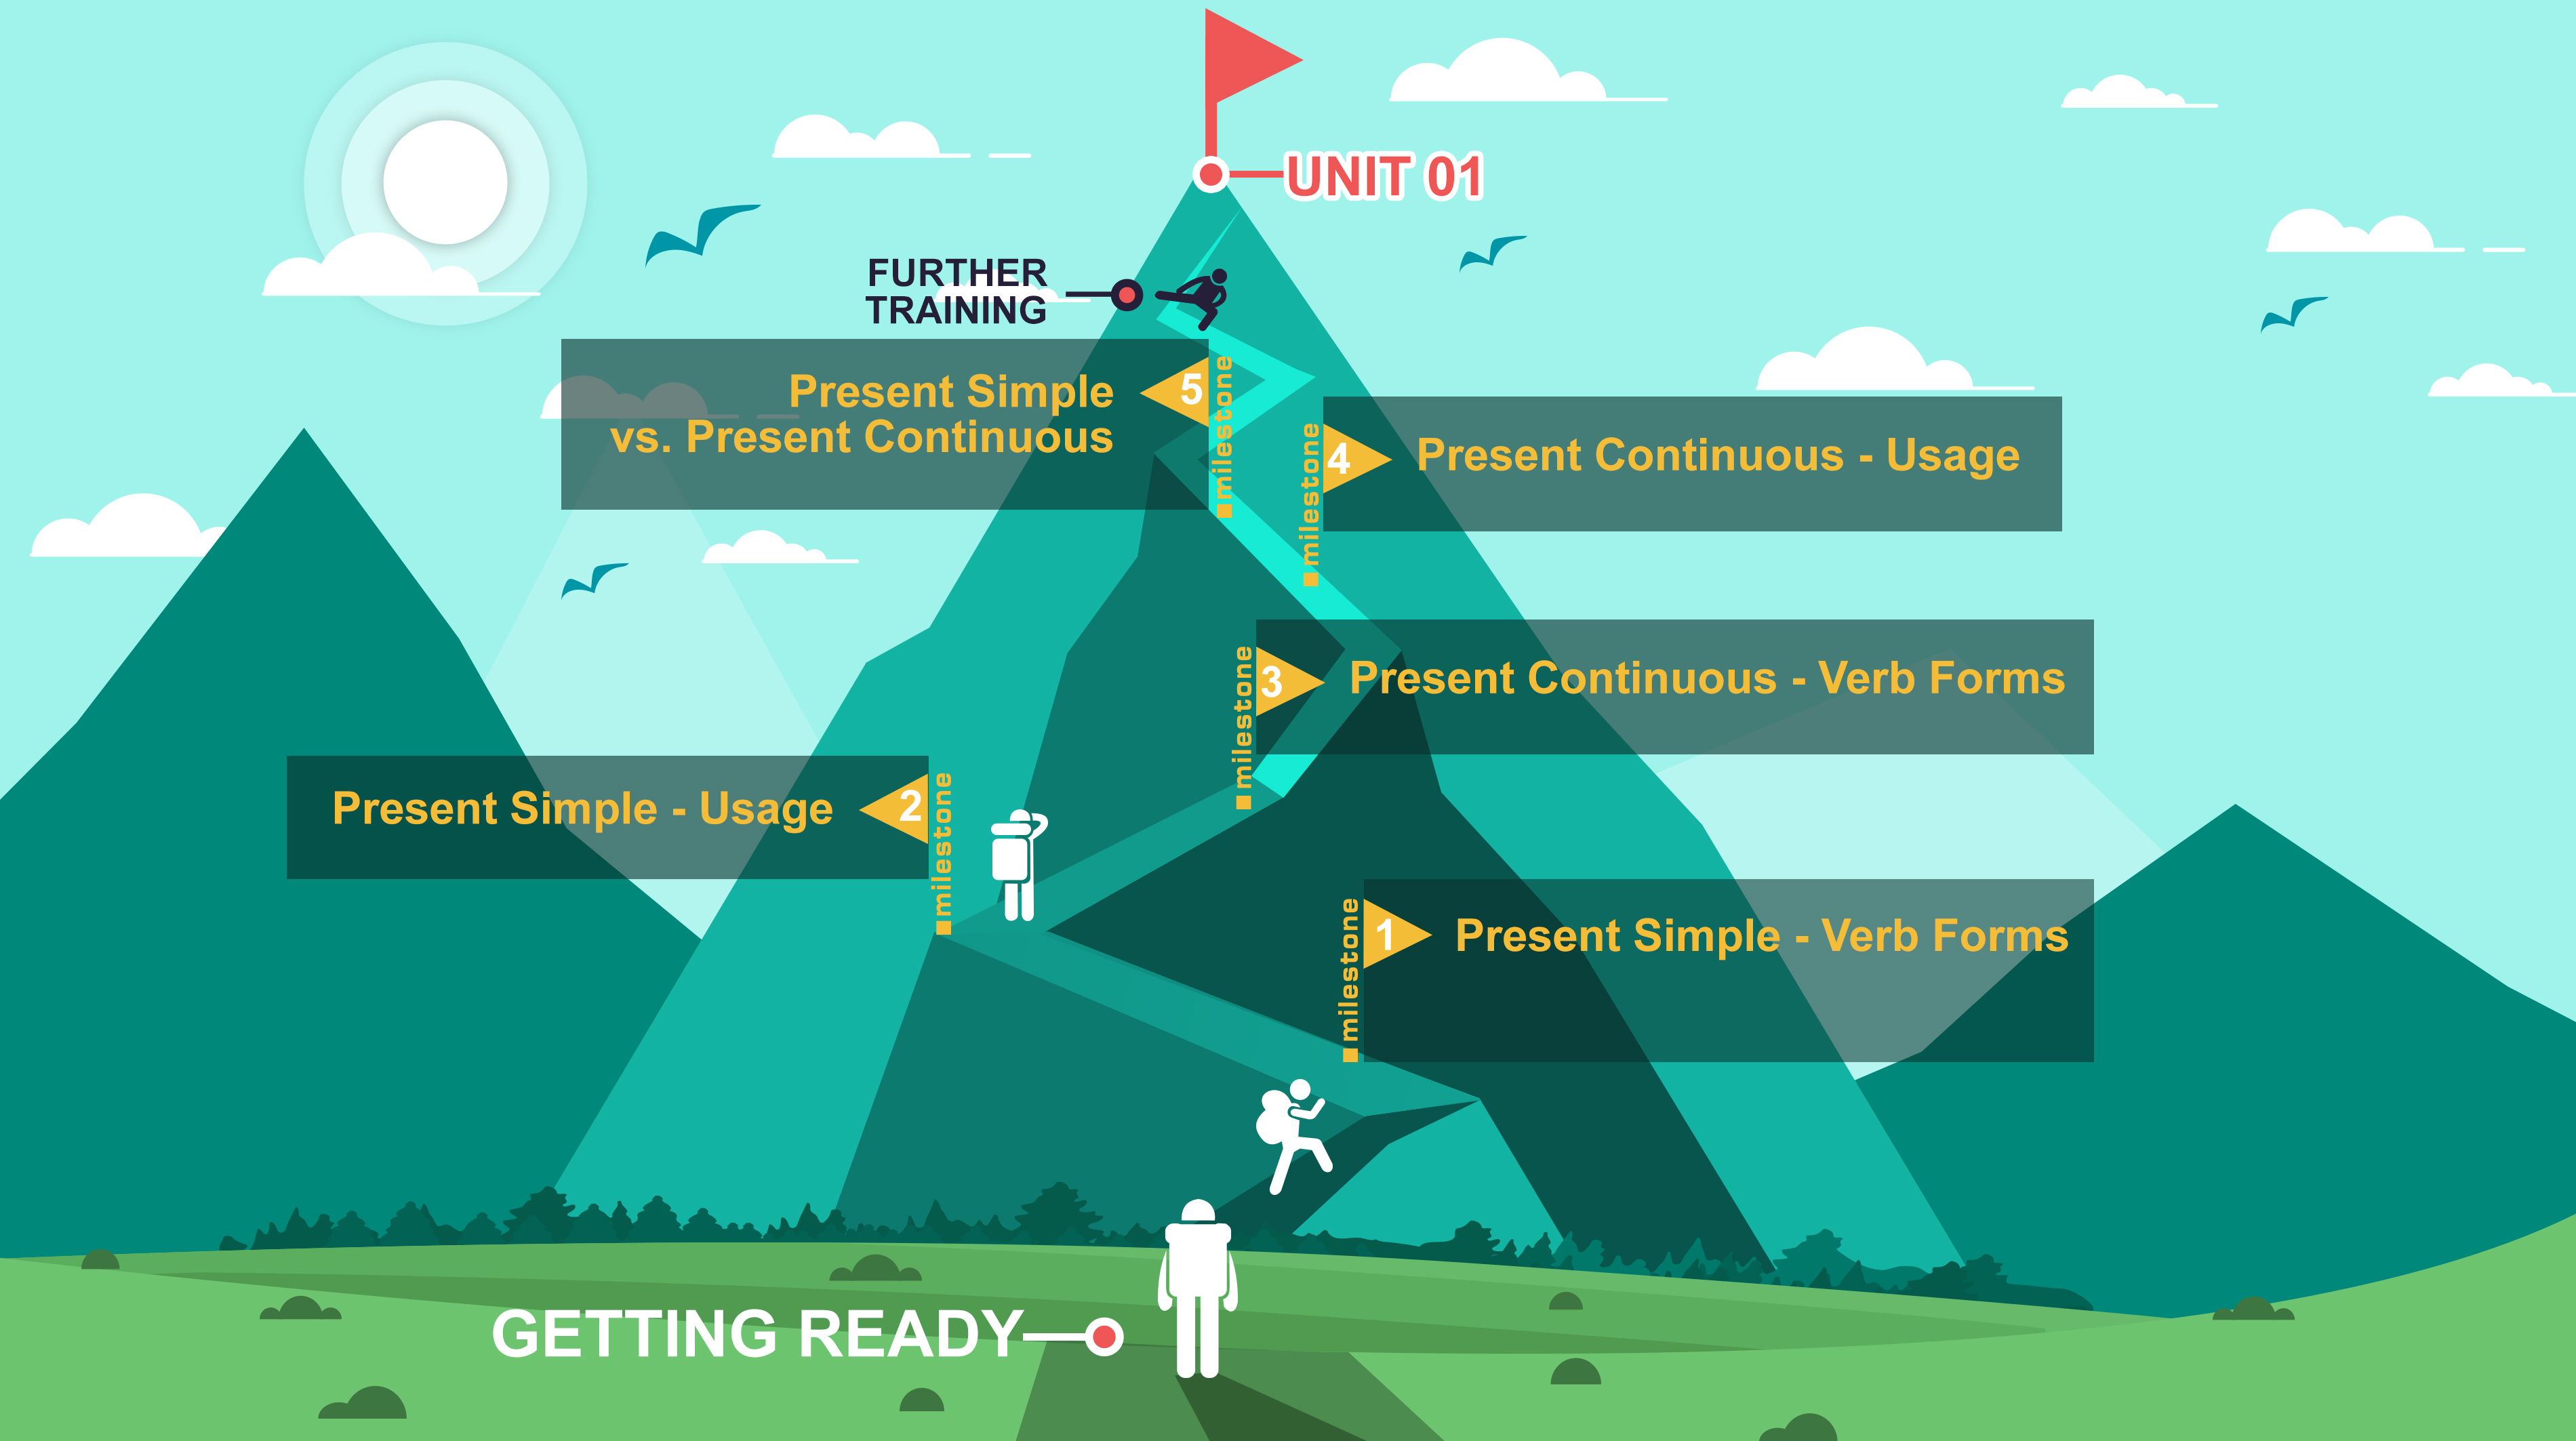 UNIT 01
FURTHER
TRAINING
Present Simple
vs. Present Continuous
5
milestone
4
milestone
Present Continuous - Usage
3
milestone
Present Continuous - Verb Forms
Present Simple - Usage
2
milestone
1
milestone
Present Simple - Verb Forms
GETTING READY